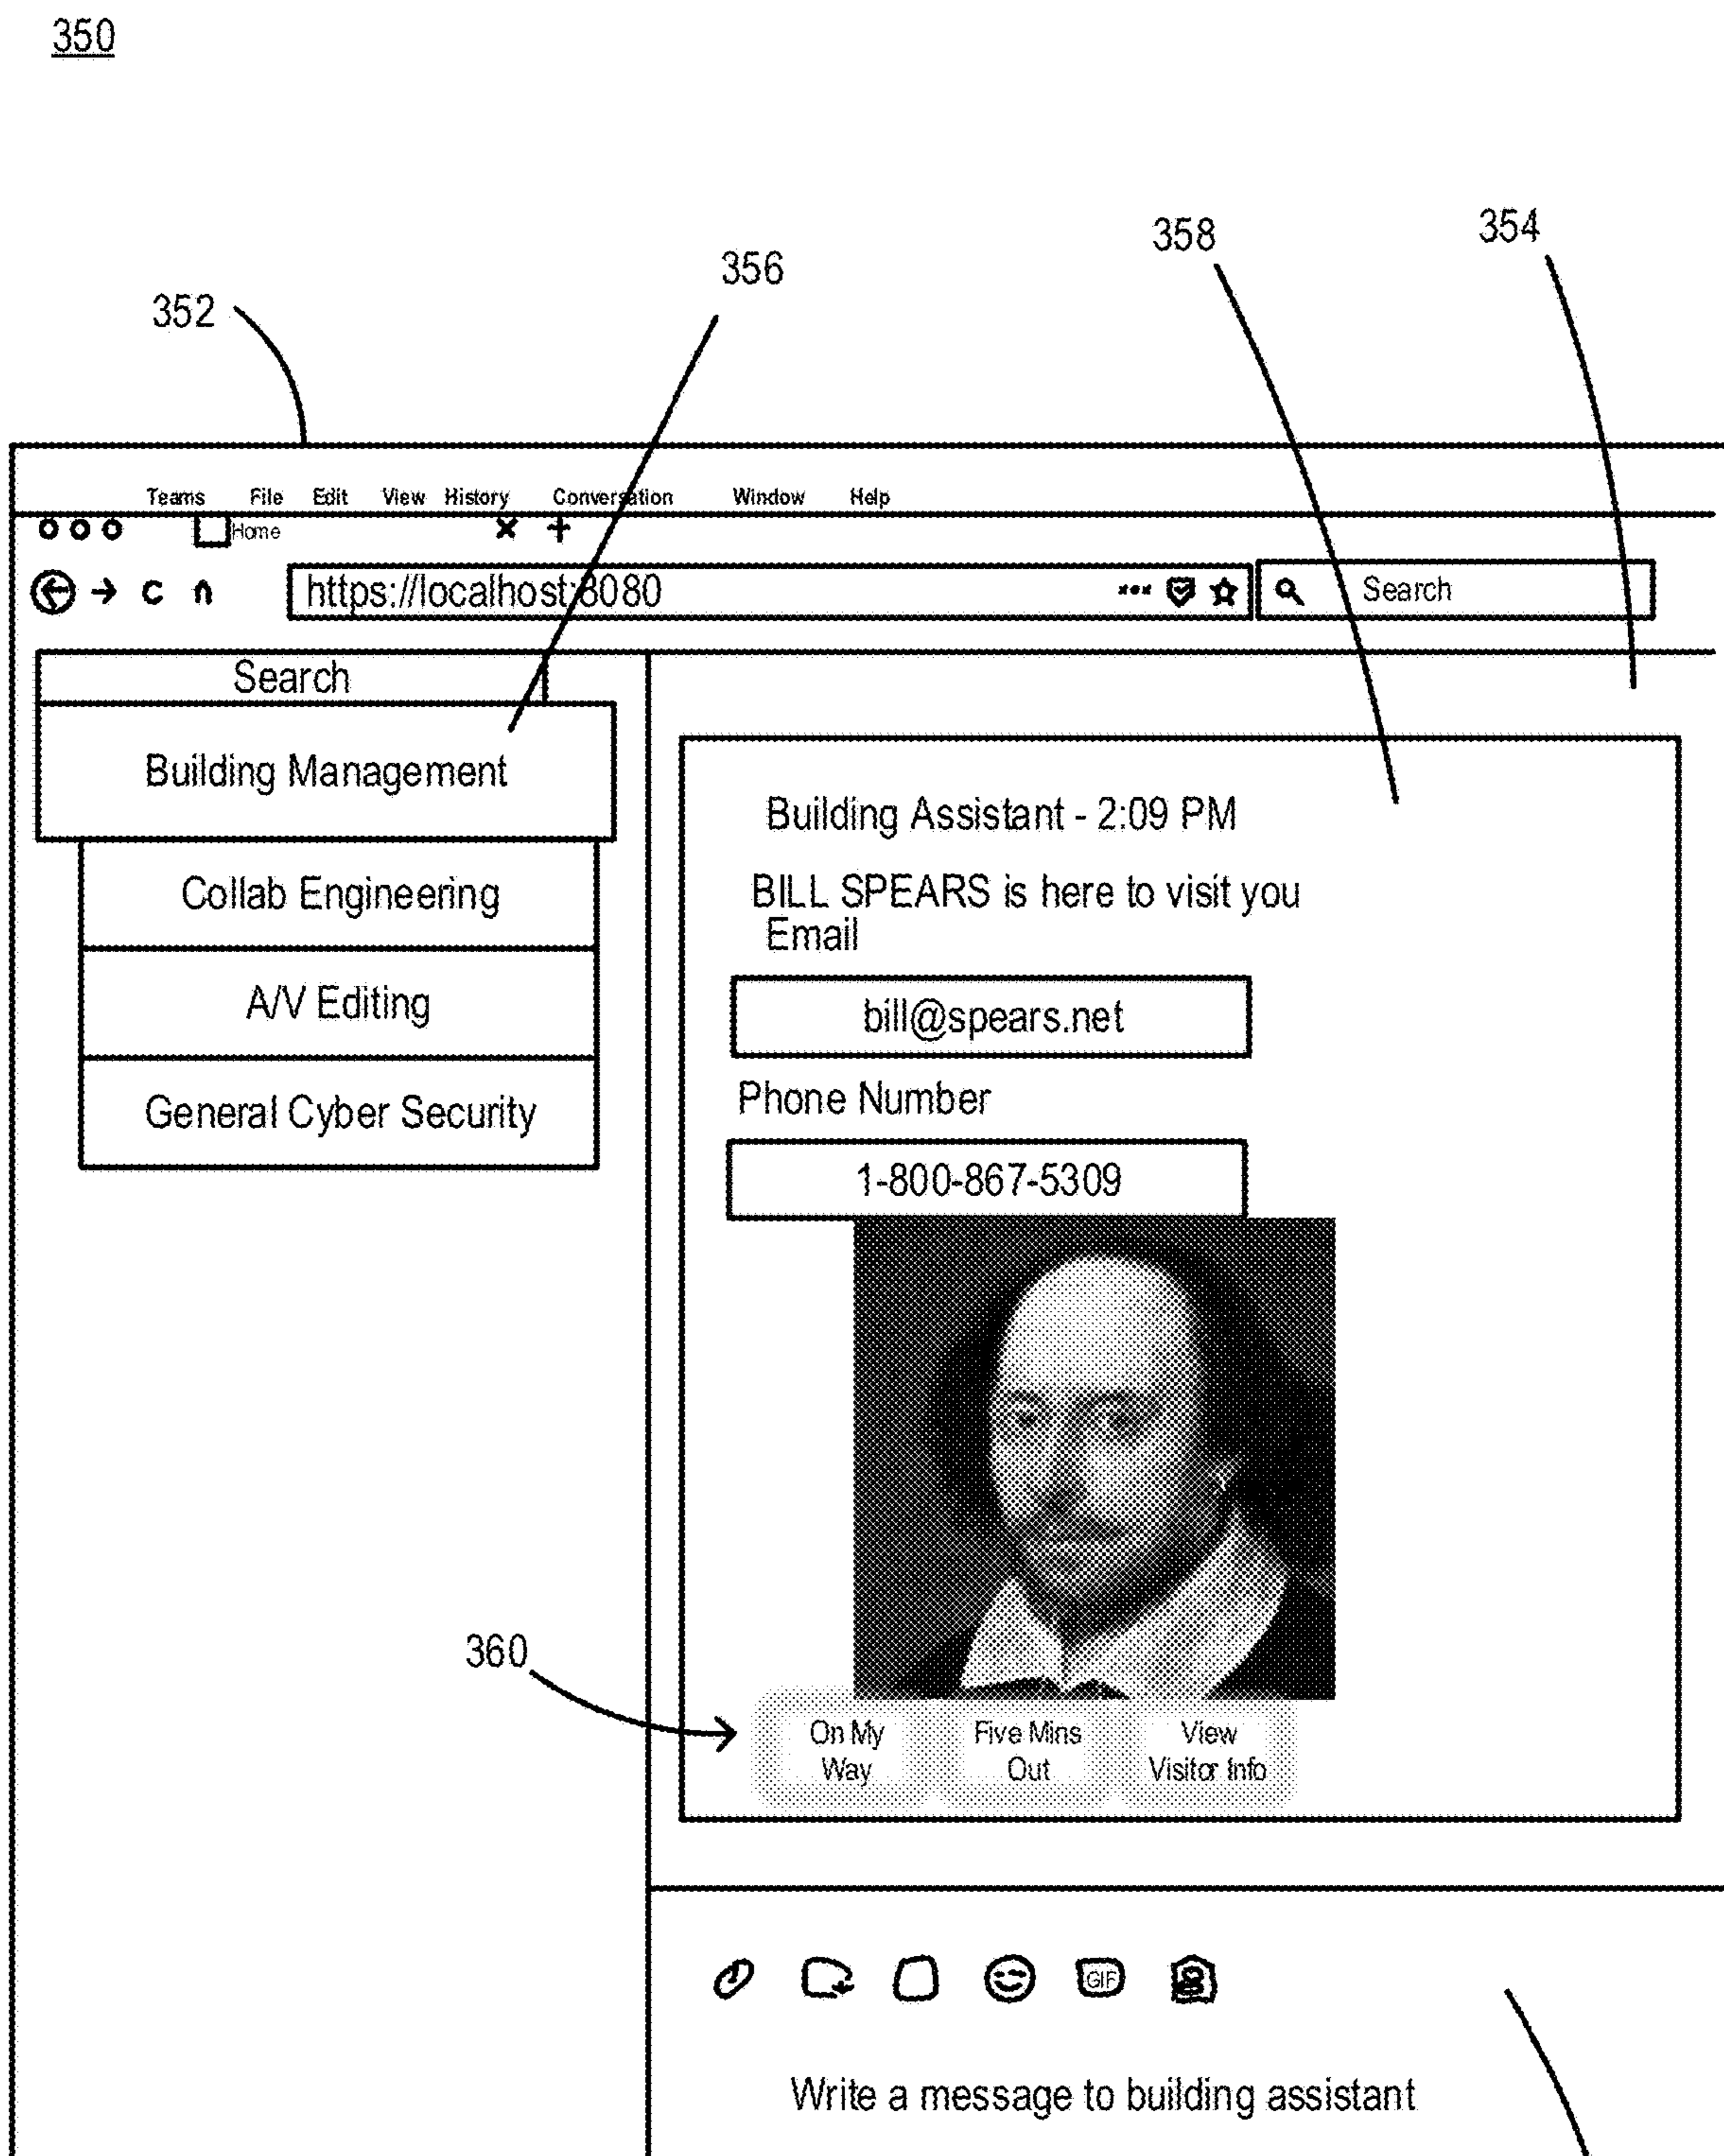 350
358
354
356
352
Teams File Edit View History Conversation Window Help
Home
https://localhost:8080
Search
Search
Building Management
Collab Engineering
A/V Editing
General Cyber Security
Building Assistant - 2:09 PM
BILL SPEARS is here to visit you
Email
bill@spears.net
Phone Number
1-800-867-5309
360
On My
Way
Five Mins
Out
View
Visitor Info
GIF
Write a message to building assistant